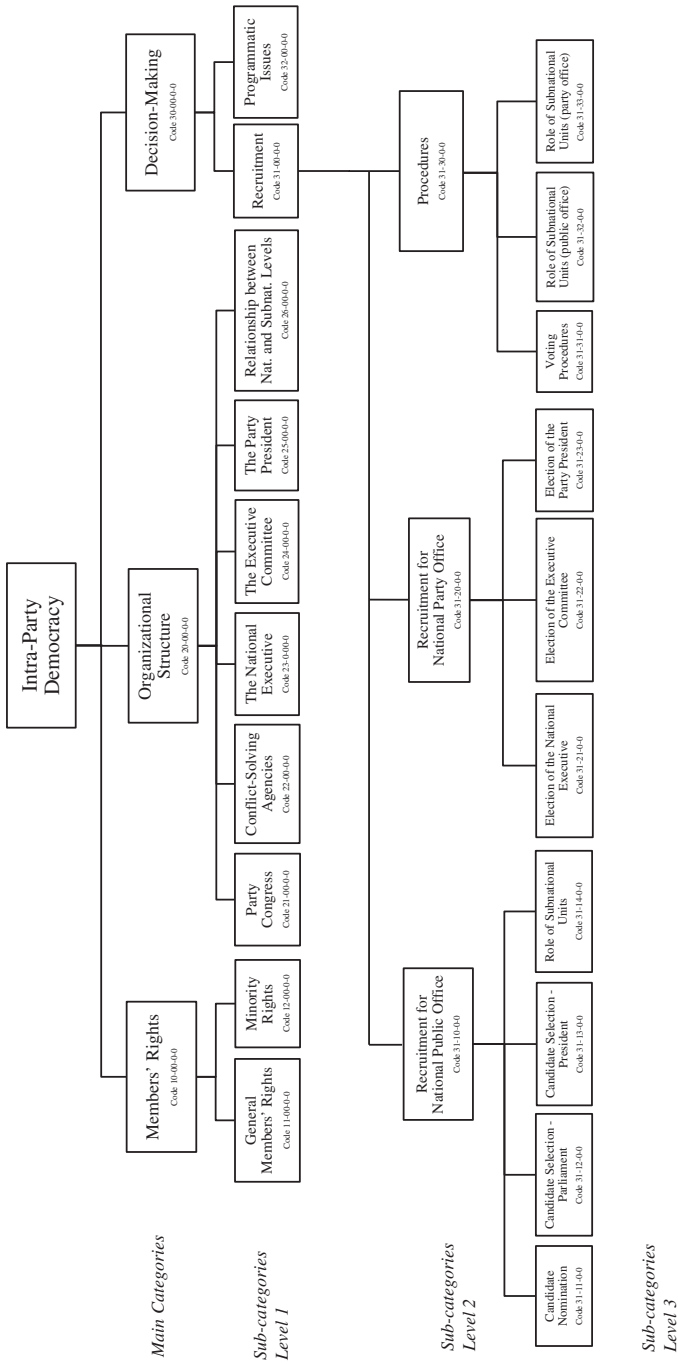 Intra-Party
Democracy
Main Categories
Members' Rights
Code 10-00-0-0
Organizational
Structure
Code 20-00-0-0
Decision-Making
Code 30-00-0-0
Sub-categories
Level 1
General
Members' Rights
Code 11-00-0-0
Minority
Rights
Code 12-00-0-0
Party
Congress
Code 21-00-0-0
Conflict-Solving
Agencies
Code 22-00-0-0
The National
Executive
Code 23-0-00-0
The Executive
Committee
Code 24-00-0-0
The Party
President
Code 25-00-0-0
Relationship between
Nat. and Subnat. Levels
Code 26-00-0-0
Recruitment
Code 31-00-0-0
Programmatic
Issues
Code 32-00-0-0
Sub-categories
Level 2
Recruitment for
National Public Office
Code 31-10-0-0
Recruitment for
National Party Office
Code 31-20-0-0
Procedures
Code 31-30-0-0
Candidate
Nomination
Code 31-11-0-0
Candidate Selection -
Parliament
Code 31-12-0-0
Candidate Selection -
President
Code 31-13-0-0
Role of Subnational
Units
Code 31-14-0-0
Election of the National
Executive
Code 31-21-0-0
Election of the Executive
Committee
Code 31-22-0-0
Election of the
Party President
Code 31-23-0-0
Voting
Procedures
Code 31-31-0-0
Role of Subnational
Units (public office)
Code 31-32-0-0
Role of Subnational
Units (party office)
Code 31-33-0-0
Sub-categories
Level 3